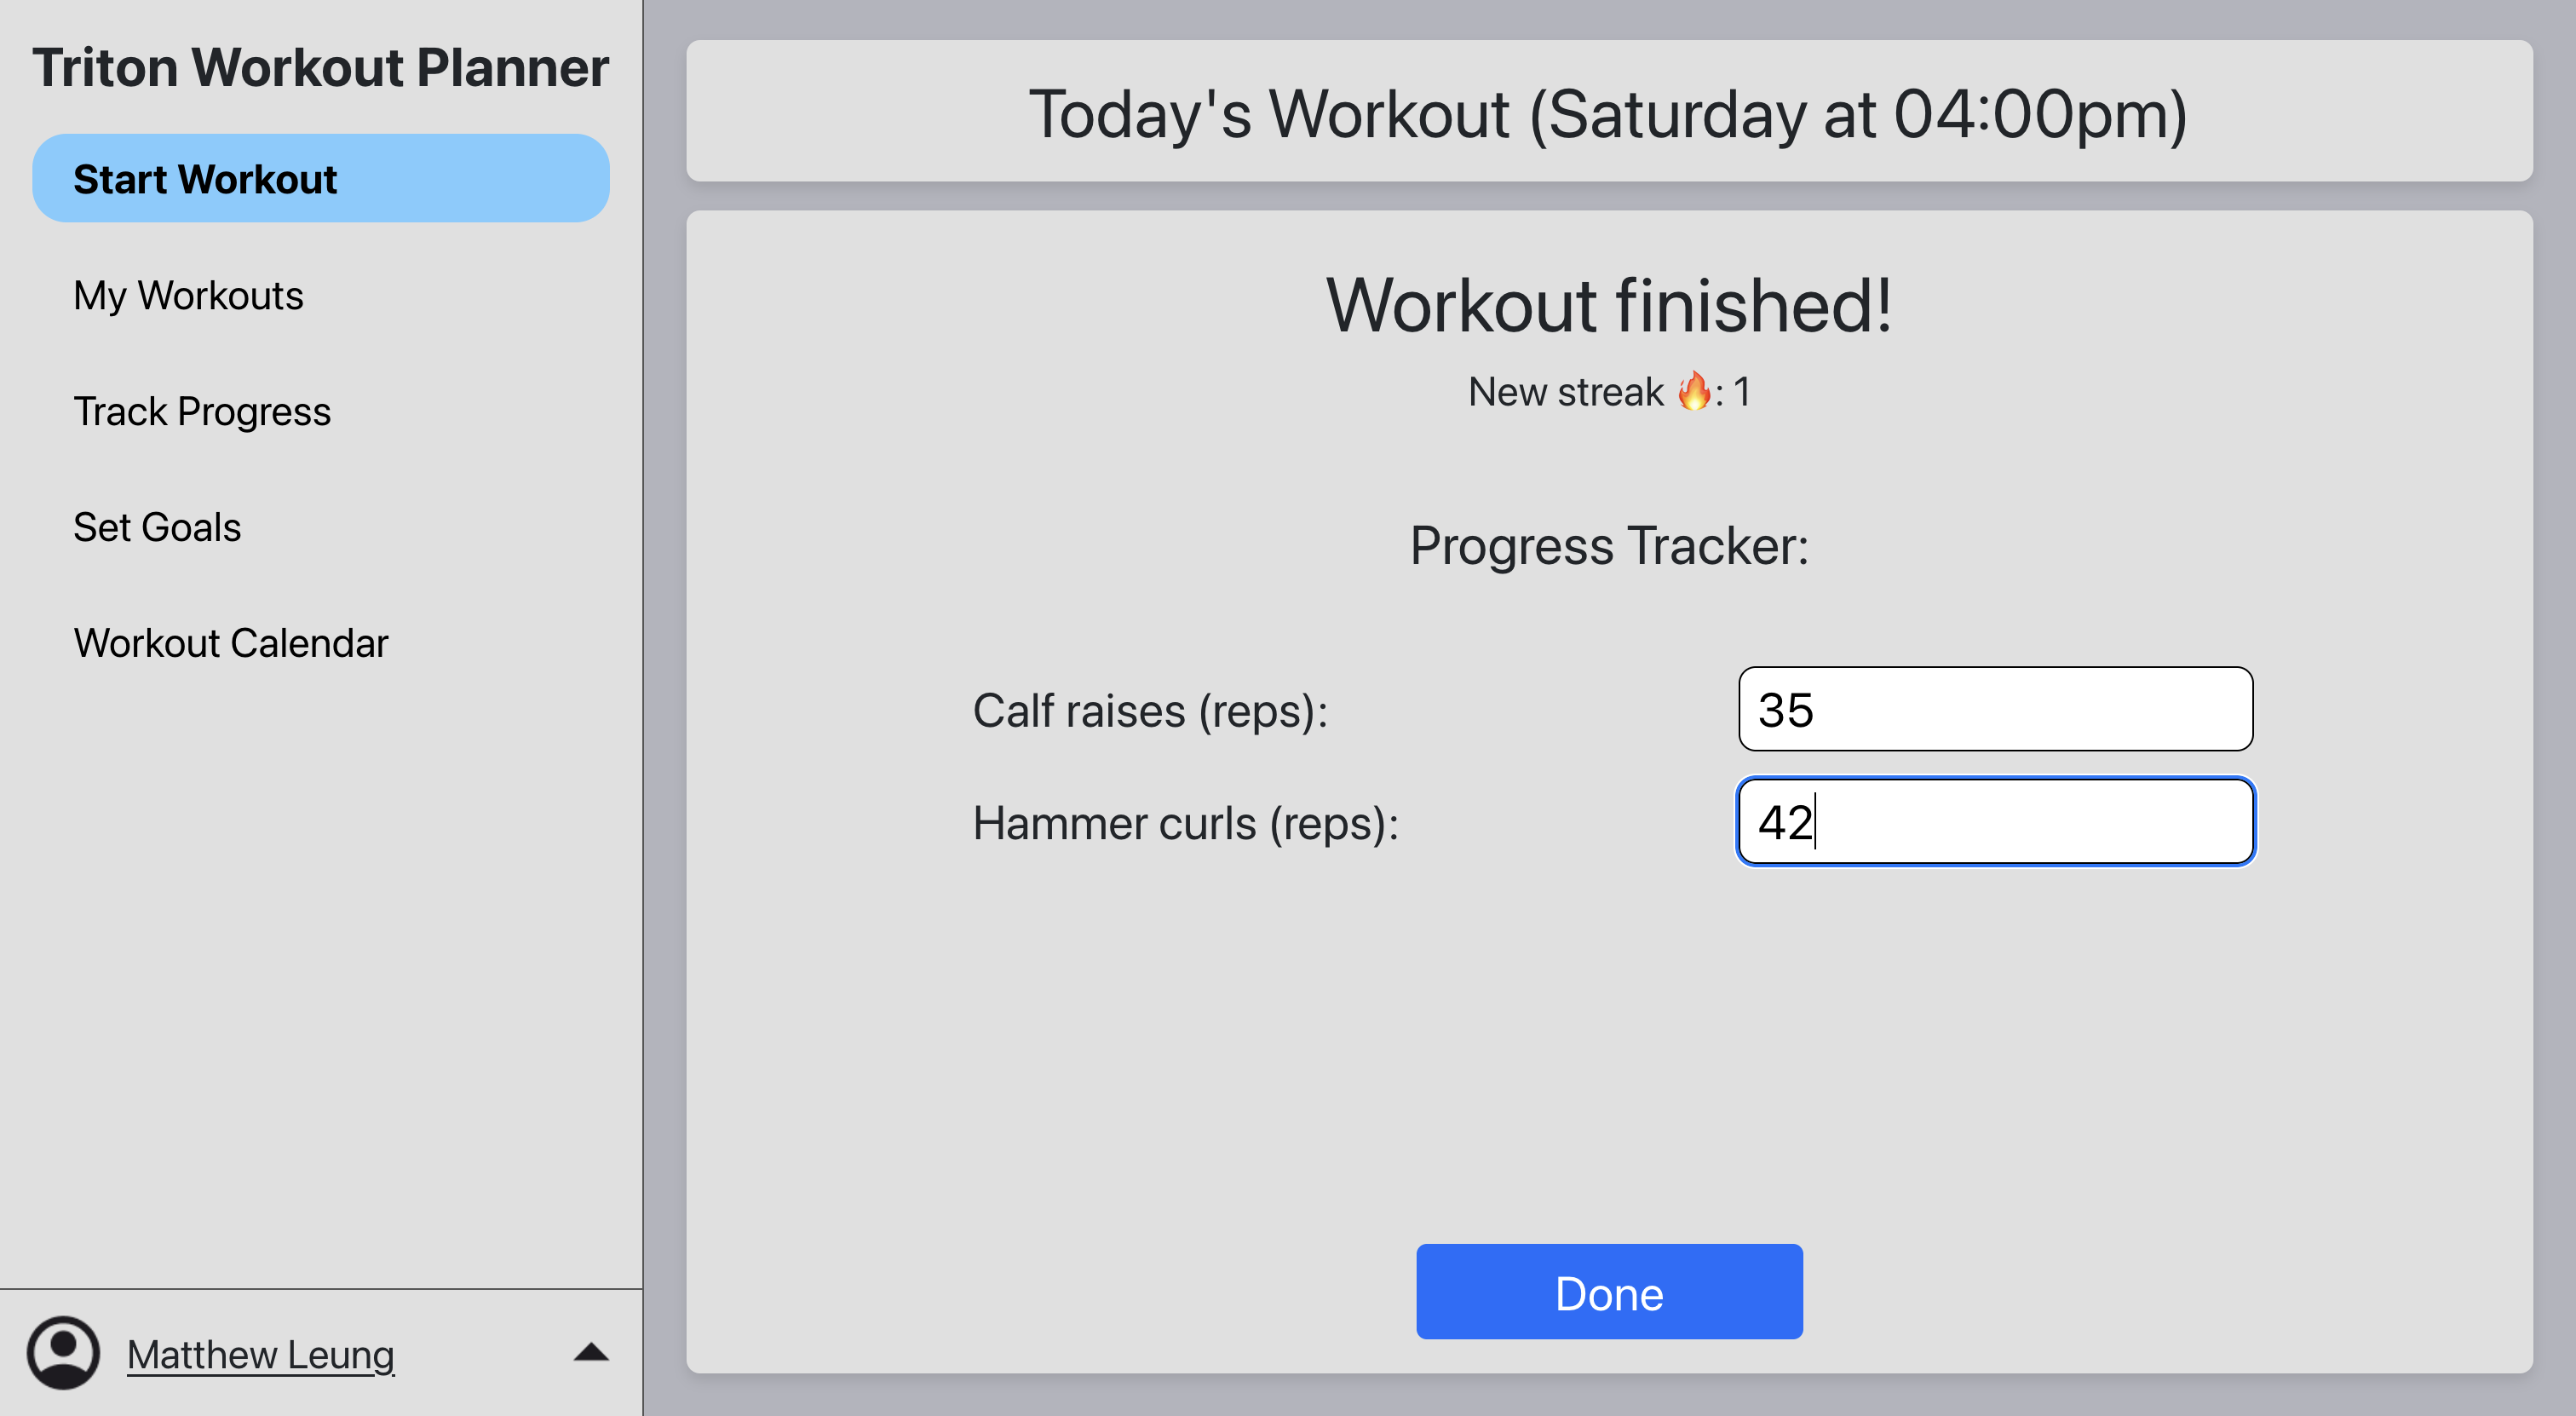 Triton Workout Planner
Start Workout
My Workouts
Track Progress
Set Goals
Workout Calendar
Matthew Leung
Today's Workout (Saturday at 04:00pm)
Workout finished!
New streak 🔥: 1
Progress Tracker:
Calf raises (reps): 35
Hammer curls (reps): 42
Done